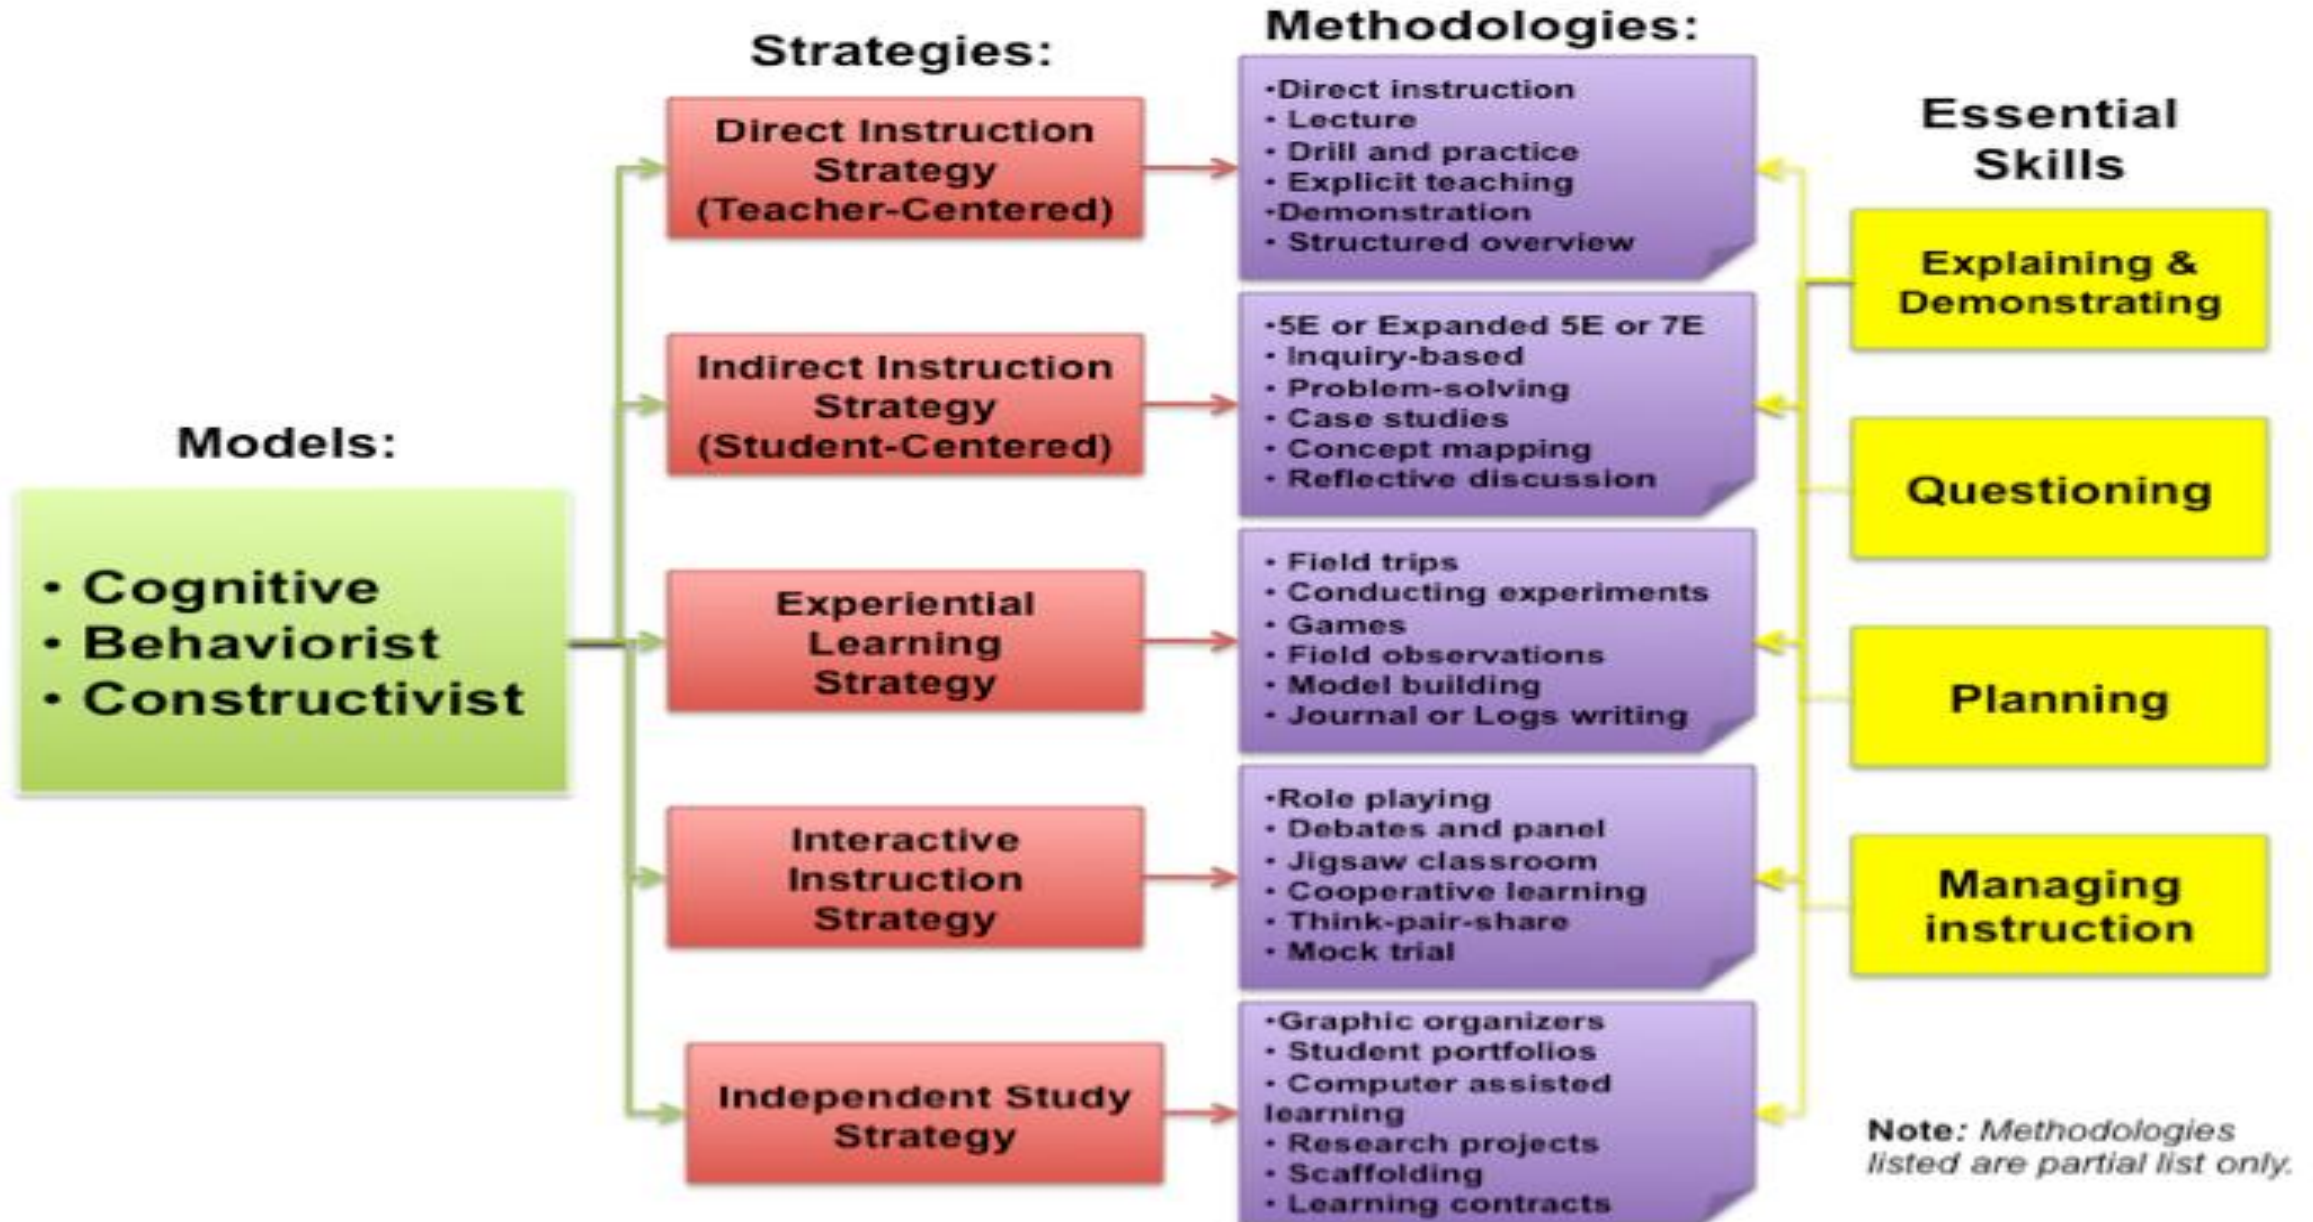 Models:
• Cognitive
• Behaviorist
• Constructivist
Strategies:
Direct Instruction
Strategy
(Teacher-Centered)
Indirect Instruction
Strategy
(Student-Centered)
Experiential
Learning
Strategy
Interactive
Instruction
Strategy
Independent Study
Strategy
Methodologies:
•Direct instruction
• Lecture
• Drill and practice
• Explicit teaching
•Demonstration
• Structured overview
•5E or Expanded 5E or 7E
• Inquiry-based
• Problem-solving
• Case studies
• Concept mapping
• Reflective discussion
• Field trips
• Conducting experiments
• Games
• Field observations
• Model building
• Journal or Logs writing
•Role playing
• Debates and panel
• Jigsaw classroom
• Cooperative learning
• Think-pair-share
• Mock trial
•Graphic organizers
• Student portfolios
• Computer assisted
learning
• Research projects
• Scaffolding
• Learning contracts
Essential
Skills
Explaining &
Demonstrating
Questioning
Planning
Managing
instruction
Note: Methodologies
listed are partial list only.